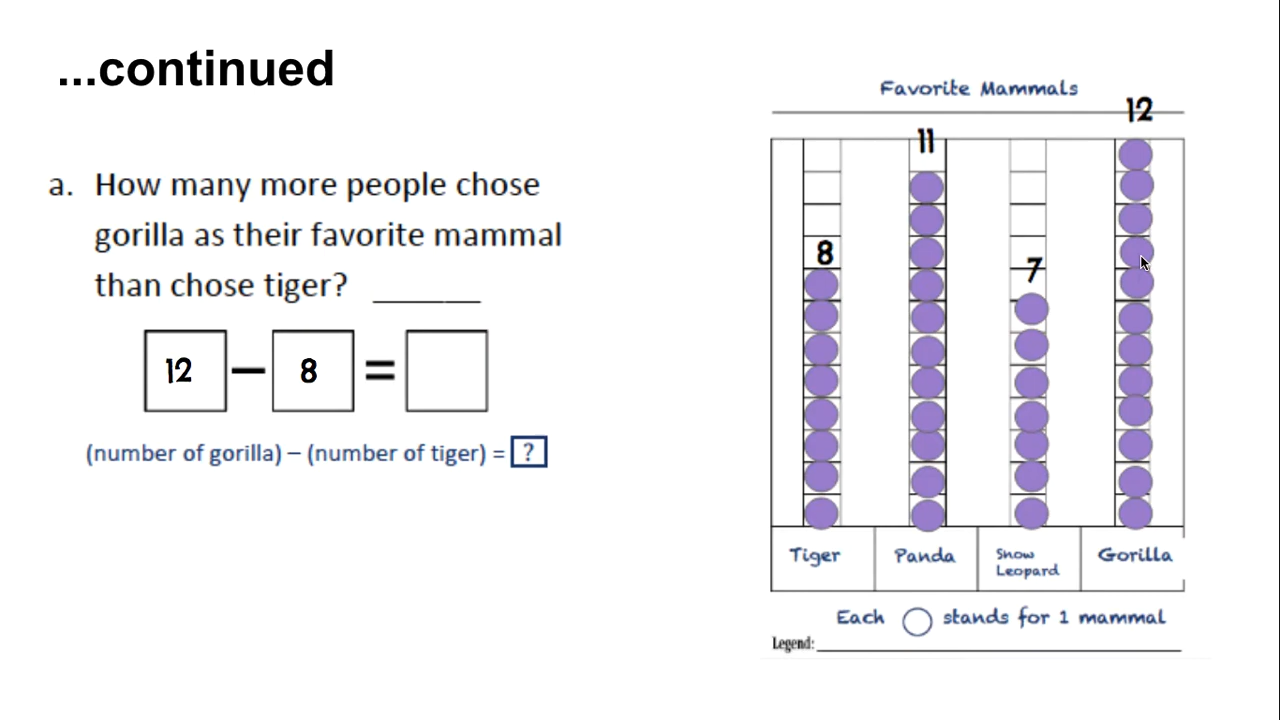 ...continued
a. How many more people chose
gorilla as their favorite mammal
than chose tiger? ______
12 – 8 =
(number of gorilla) – (number of tiger) = ?
Favorite Mammals
8
11
7
12
Tiger
Panda
Snow
Leopard
Gorilla
Each ◯ stands for 1 mammal
Legend: